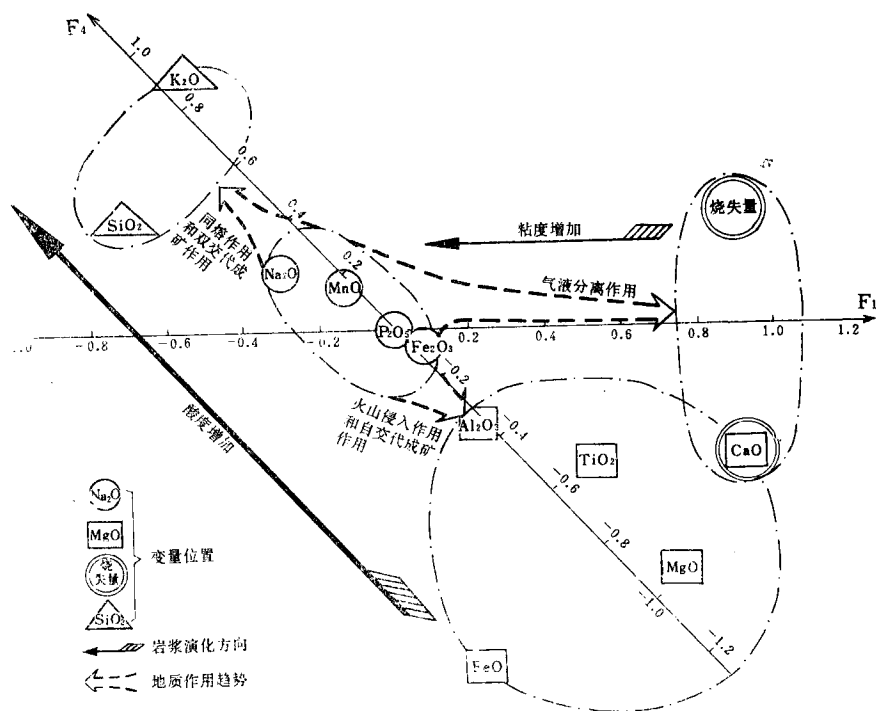 F₄
1.0
K₂O
0.8
0.6
SiO₂
同熔作用
和双交代成
矿作用
0.4
烧失量
粘度增加
Na₂O
0.2
MnO
气液分离作用
F₁
P₂O₅
Fe₂O₃
-0.8
-0.6
-0.4
-0.2
0.2
0.4
0.6
0.8
1.0
1.2
-0.2
酸度增加
火山侵入作用
和自交代成矿
作用
Al₂O₃
-0.4
TiO₂
CaO
-0.6
-0.8
MgO
-1.0
-1.2
FeO
Na₂O
MgO
烧
失量
SiO₂
变量位置
岩浆演化方向
地质作用趋势